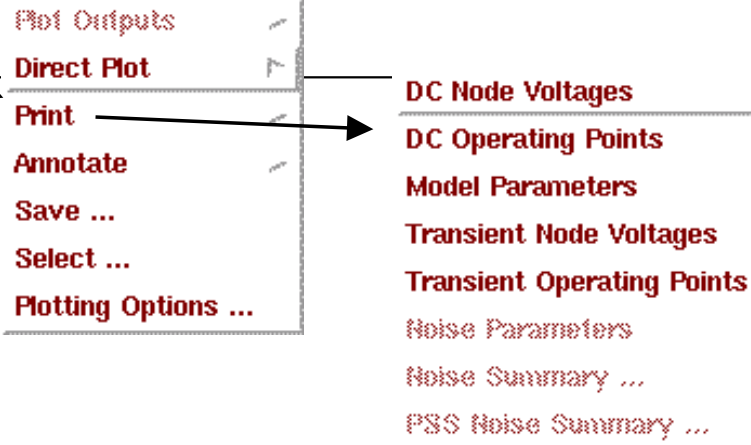 Plot Outputs
Direct Plot
Print
Annotate
Save ...
Select ...
Plotting Options ...
DC Node Voltages
DC Operating Points
Model Parameters
Transient Node Voltages
Transient Operating Points
Noise Parameters
Noise Summary ...
PSS Noise Summary ...